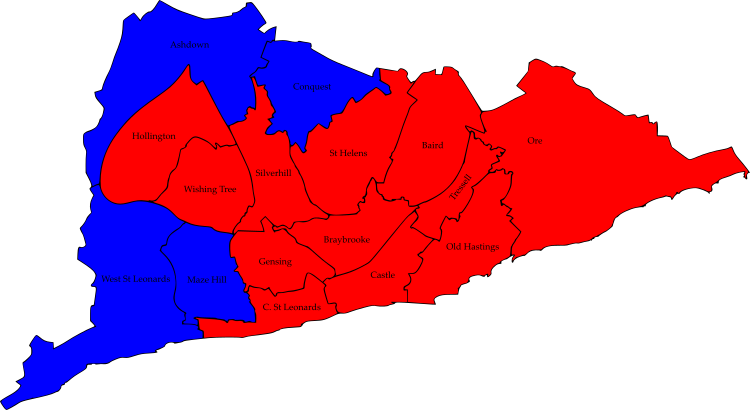 Ashdown
Conquest
Hollington
St Helens
Baird
Ore
Silverhill
Wishing Tree
Tressell
Braybrooke
Old Hastings
Gensing
Castle
West St Leonards
Maze Hill
C. St Leonards